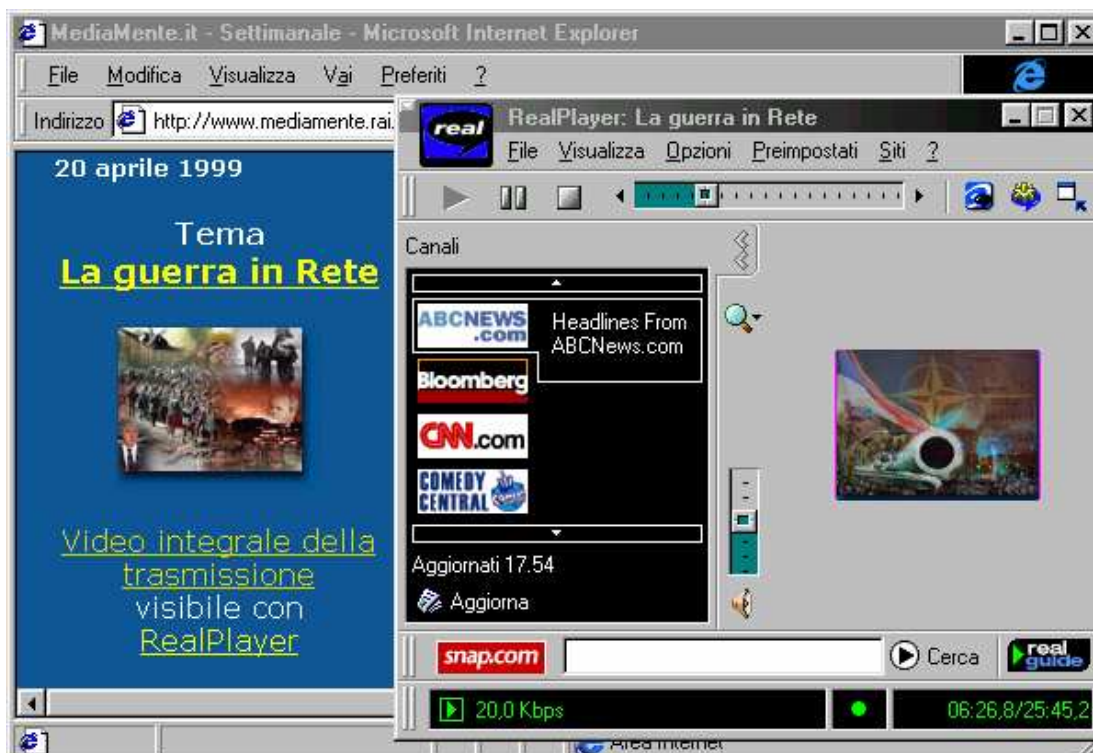 MediaMente.it - Settimanale - Microsoft Internet Explorer
File Modifica Visualizza Vai Preferiti ?
Indirizzo http://www.mediamente.rai.
20 aprile 1999
Tema
La guerra in Rete
Video integrale della
trasmissione
visibile con
RealPlayer
real
RealPlayer: La guerra in Rete
File Visualizza Opzioni Preimpostati Siti ?
Canali
ABCNEWS
.com
Headlines From
ABCNews.com
Bloomberg
CNN.com
COMEDY
CENTRAL
Aggiornati 17.54
Aggiorna
snap.com
Cerca
real
guide
20,0 Kbps
06:26,8/25:45,2
Area Internet